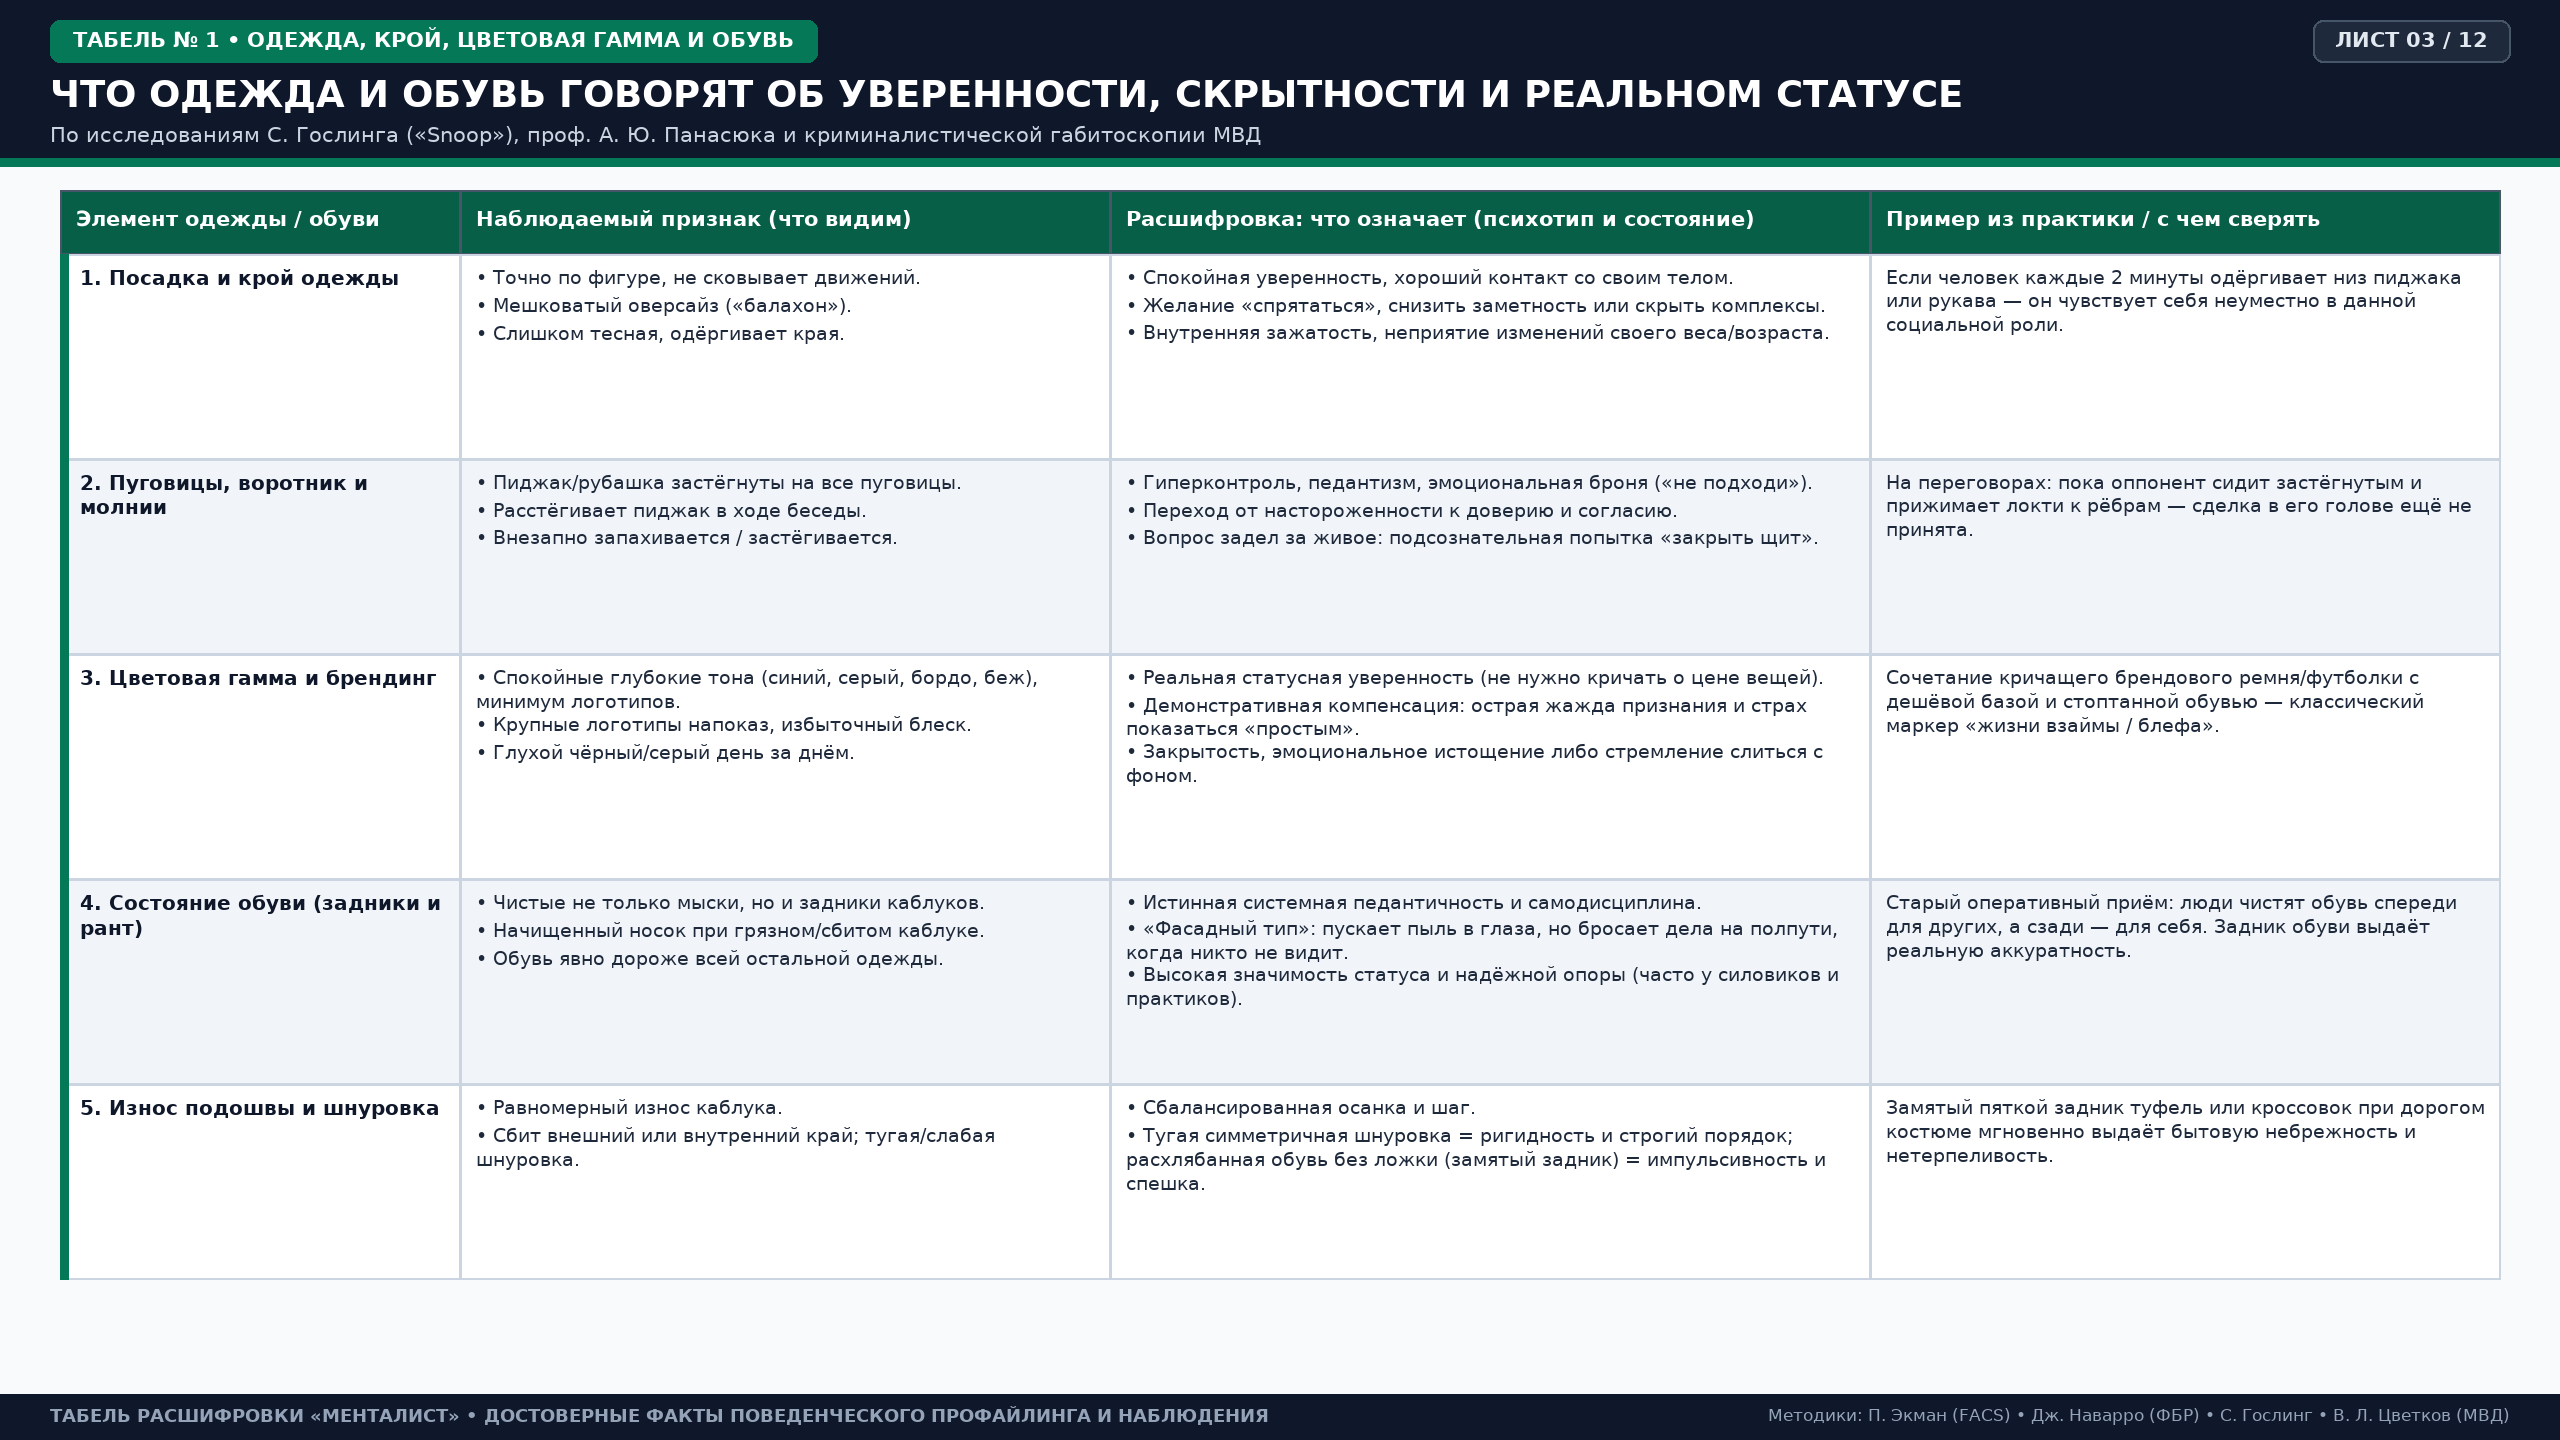 ТАБЕЛЬ № 1 • ОДЕЖДА, КРОЙ, ЦВЕТОВАЯ ГАММА И ОБУВЬ
ЛИСТ 03 / 12
ЧТО ОДЕЖДА И ОБУВЬ ГОВОРЯТ ОБ УВЕРЕННОСТИ, СКРЫТНОСТИ И РЕАЛЬНОМ СТАТУСЕ
По исследованиям С. Гослинга («Snoop»), проф. А. Ю. Панасюка и криминалистической габитоскопии МВД
Элемент одежды / обуви
Наблюдаемый признак (что видим)
Расшифровка: что означает (психотип и состояние)
Пример из практики / с чем сверять
1. Посадка и крой одежды
• Точно по фигуре, не сковывает движений.
• Мешковатый оверсайз («балахон»).
• Слишком тесная, одёргивает края.
• Спокойная уверенность, хороший контакт со своим телом.
• Желание «спрятаться», снизить заметность или скрыть комплексы.
• Внутренняя зажатость, неприятие изменений своего веса/возраста.
Если человек каждые 2 минуты одёргивает низ пиджака
или рукава — он чувствует себя неуместно в данной
социальной роли.
2. Пуговицы, воротник и
молнии
• Пиджак/рубашка застёгнуты на все пуговицы.
• Расстёгивает пиджак в ходе беседы.
• Внезапно запахивается / застёгивается.
• Гиперконтроль, педантизм, эмоциональная броня («не подходи»).
• Переход от настороженности к доверию и согласию.
• Вопрос задел за живое: подсознательная попытка «закрыть щит».
На переговорах: пока оппонент сидит застёгнутым и
прижимает локти к рёбрам — сделка в его голове ещё не
принята.
3. Цветовая гамма и брендинг
• Спокойные глубокие тона (синий, серый, бордо, беж),
минимум логотипов.
• Крупные логотипы напоказ, избыточный блеск.
• Глухой чёрный/серый день за днём.
• Реальная статусная уверенность (не нужно кричать о цене вещей).
• Демонстративная компенсация: острая жажда признания и страх
показаться «простым».
• Закрытость, эмоциональное истощение либо стремление слиться с
фоном.
Сочетание кричащего брендового ремня/футболки с
дешёвой базой и стоптанной обувью — классический
маркер «жизни взаймы / блефа».
4. Состояние обуви (задники и
рант)
• Чистые не только мыски, но и задники каблуков.
• Начищенный носок при грязном/сбитом каблуке.
• Обувь явно дороже всей остальной одежды.
• Истинная системная педантичность и самодисциплина.
• «Фасадный тип»: пускает пыль в глаза, но бросает дела на полпути,
когда никто не видит.
• Высокая значимость статуса и надёжной опоры (часто у силовиков и
практиков).
Старый оперативный приём: люди чистят обувь спереди
для других, а сзади — для себя. Задник обуви выдаёт
реальную аккуратность.
5. Износ подошвы и шнуровка
• Равномерный износ каблука.
• Сбит внешний или внутренний край; тугая/слабая
шнуровка.
• Сбалансированная осанка и шаг.
• Тугая симметричная шнуровка = ригидность и строгий порядок;
расхлябанная обувь без ложки (замятый задник) = импульсивность и
спешка.
Замятый пяткой задник туфель или кроссовок при дорогом
костюме мгновенно выдаёт бытовую небрежность и
нетерпеливость.
ТАБЕЛЬ РАСШИФРОВКИ «МЕНТАЛИСТ» • ДОСТОВЕРНЫЕ ФАКТЫ ПОВЕДЕНЧЕСКОГО ПРОФАЙЛИНГА И НАБЛЮДЕНИЯ
Методики: П. Экман (FACS) • Дж. Наварро (ФБР) • С. Гослинг • В. Л. Цветков (МВД)